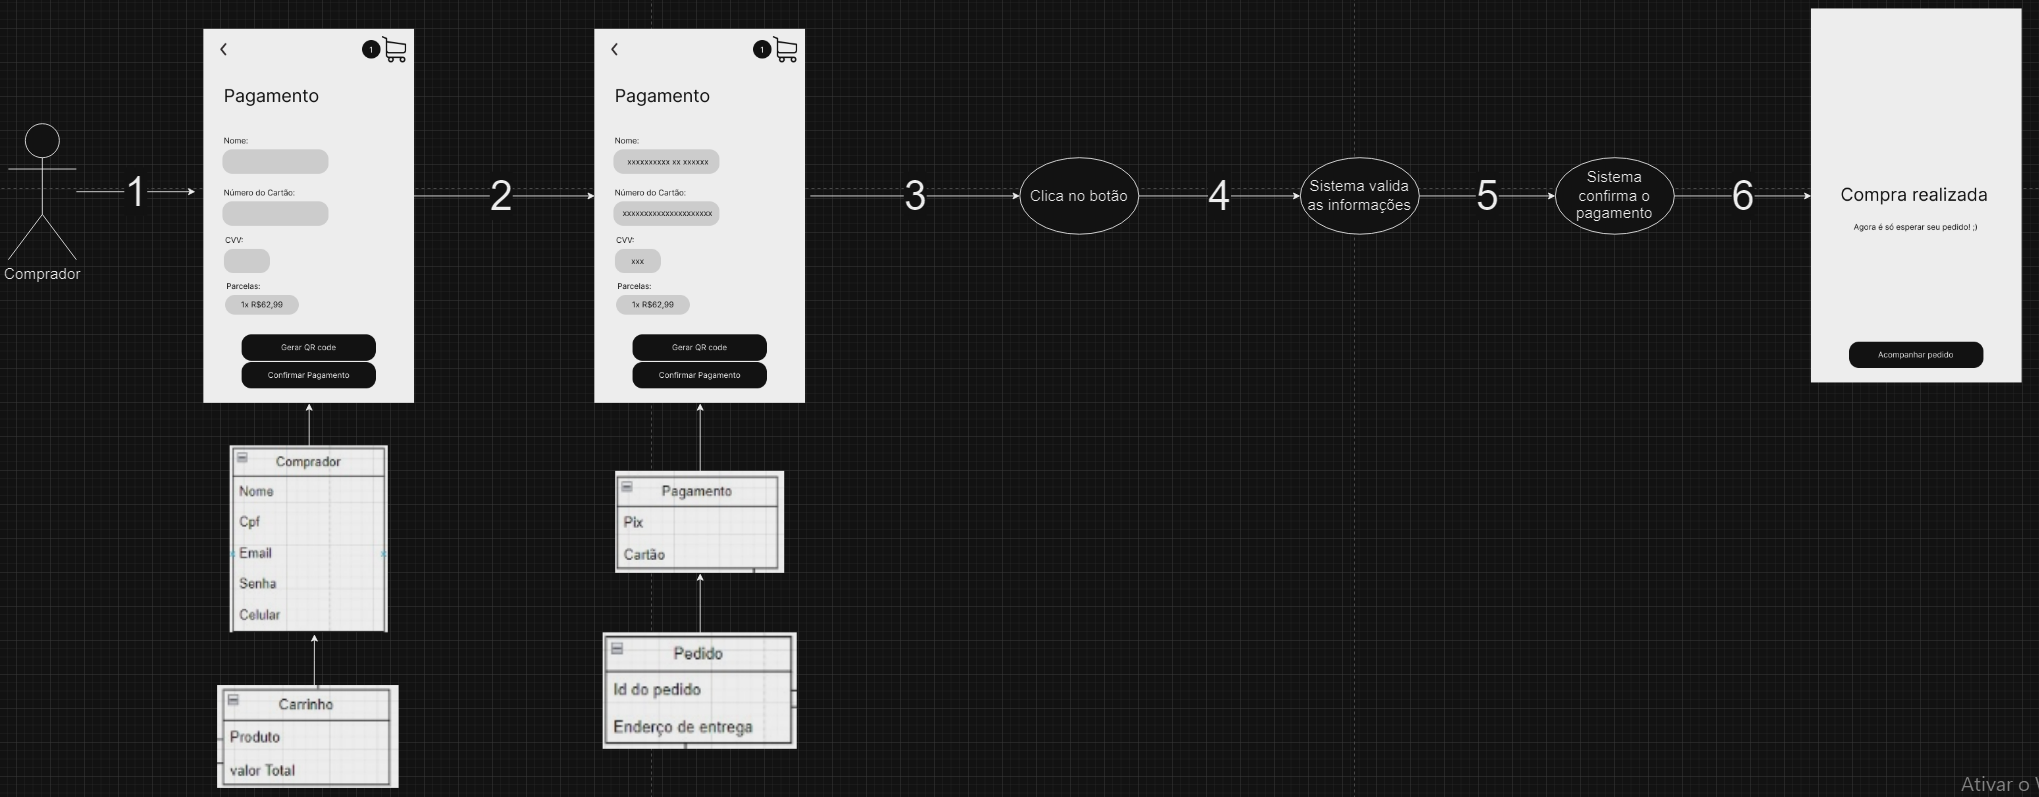 Comprador
1
1
Pagamento
Nome:
Número do Cartão:
CVV:
Parcelas:
1x R$62,99
Gerar QR code
Confirmar Pagamento
Comprador
Nome
Cpf
Email
Senha
Celular
Carrinho
Produto
valor Total
2
1
Pagamento
Nome:
xxxxxxxxxx xx xxxxxx
Número do Cartão:
xxxxxxxxxxxxxxxxxxxxx
CVV:
xxx
Parcelas:
1x R$62,99
Gerar QR code
Confirmar Pagamento
Pagamento
Pix
Cartão
Pedido
Id do pedido
Enderço de entrega
3
Clica no botão
4
Sistema valida
as informações
5
Sistema
confirma o
pagamento
6
Compra realizada
Agora é só esperar seu pedido! ;)
Acompanhar pedido
Ativar o